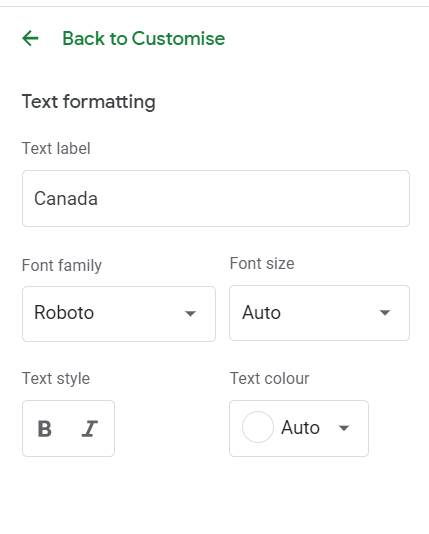 Back to Customise
Text formatting
Text label
Canada
Font family
Font size
Roboto
Auto
Text style
Text colour
B I
Auto